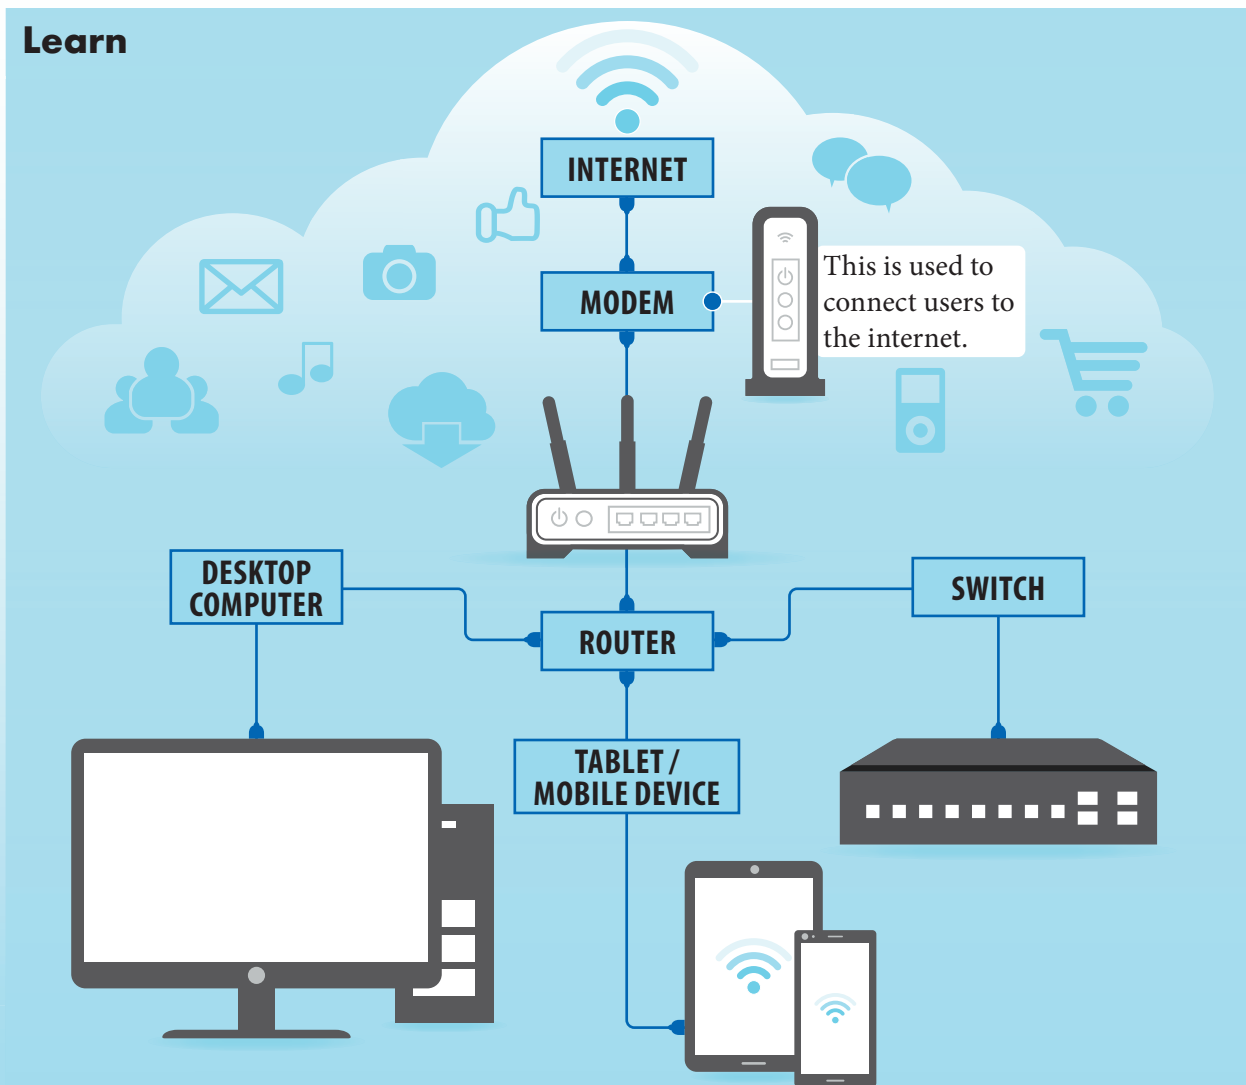 Learn
INTERNET
MODEM
This is used to
connect users to
the internet.
DESKTOP
COMPUTER
SWITCH
ROUTER
TABLET /
MOBILE DEVICE